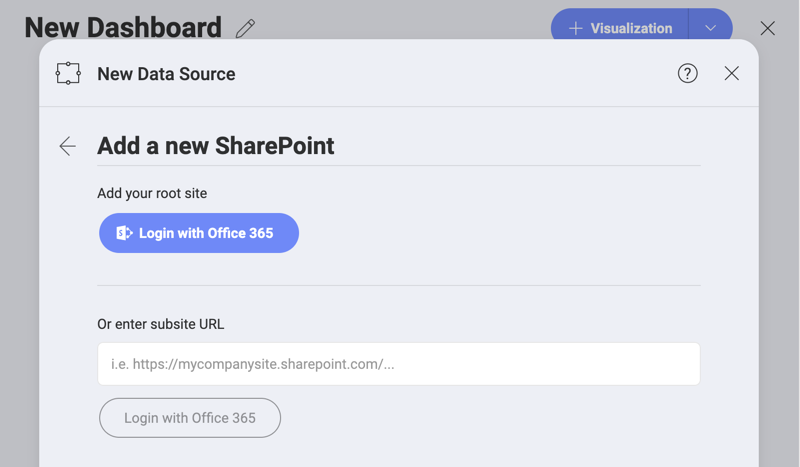 New Dashboard
+ Visualization
New Data Source
?
Add a new SharePoint
Add your root site
S Login with Office 365
Or enter subsite URL
i.e. https://mycompanysite.sharepoint.com/...
Login with Office 365